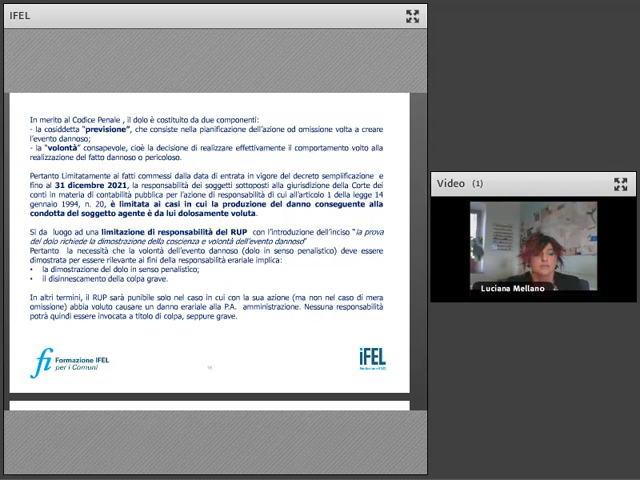 IFEL
In merito al Codice Penale , il dolo è costituito da due componenti:
- la cosiddetta “previsione”, che consiste nella pianificazione dell’azione od omissione volta a creare
l’evento dannoso;
- la “volontà” consapevole, cioè la decisione di realizzare effettivamente il comportamento volto alla
realizzazione del fatto dannoso o pericoloso.
Pertanto Limitatamente ai fatti commessi dalla data di entrata in vigore del decreto semplificazione e
fino al 31 dicembre 2021, la responsabilità dei soggetti sottoposti alla giurisdizione della Corte dei
conti in materia di contabilità pubblica per l’azione di responsabilità di cui all’articolo 1 della legge 14
gennaio 1994, n. 20, è limitata ai casi in cui la produzione del danno conseguente alla
condotta del soggetto agente è da lui dolosamente voluta.
Si da luogo ad una limitazione di responsabilità del RUP con l’introduzione dell’inciso “la prova
del dolo richiede la dimostrazione della coscienza e volontà dell’evento dannoso”
Pertanto la necessità che la volontà dell’evento dannoso (dolo in senso penalistico) deve essere
dimostrata per essere rilevante ai fini della responsabilità erariale implica:
• la dimostrazione del dolo in senso penalistico;
• il disinnescamento della colpa grave.
In altri termini, il RUP sarà punibile solo nel caso in cui con la sua azione (ma non nel caso di mera
omissione) abbia voluto causare un danno erariale alla P.A. amministrazione. Nessuna responsabilità
potrà quindi essere invocata a titolo di colpa, seppure grave.
fi Formazione IFEL
per i Comuni
iFEL
Video (1)
Luciana Mellano